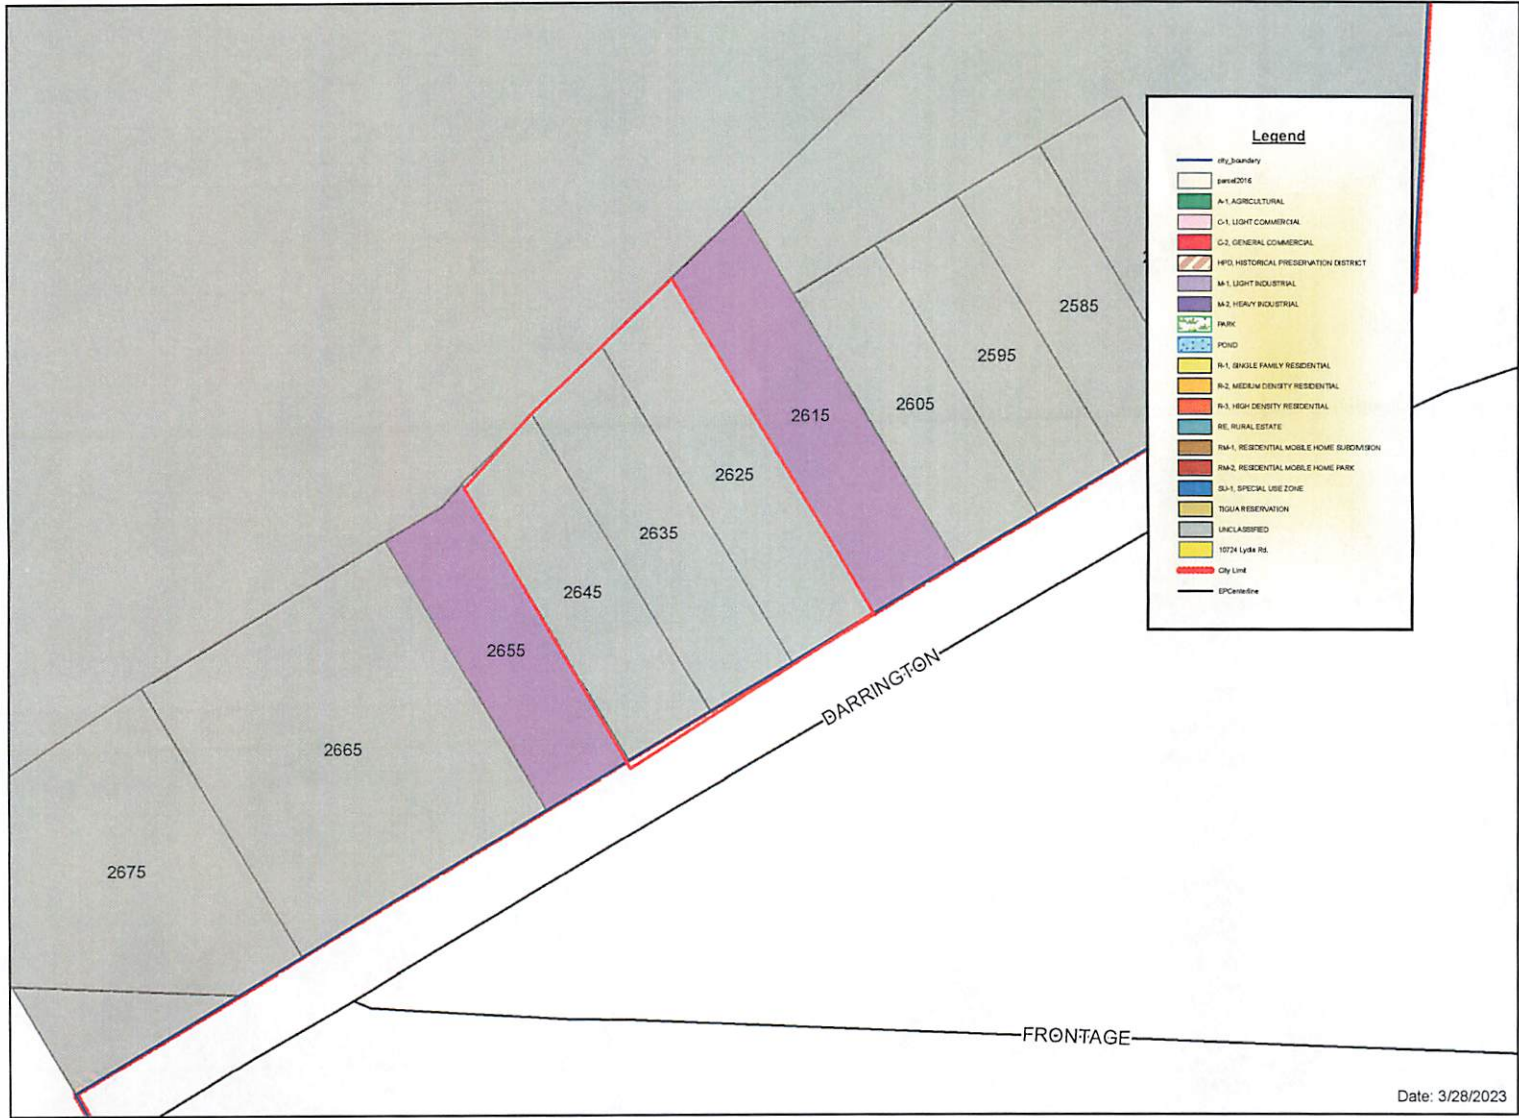 Legend
city_boundary
parcel2016
A-1, AGRICULTURAL
C-1, LIGHT COMMERCIAL
C-2, GENERAL COMMERCIAL
HPD, HISTORICAL PRESERVATION DISTRICT
M-1, LIGHT INDUSTRIAL
M-2, HEAVY INDUSTRIAL
PARK
POND
R-1, SINGLE FAMILY RESIDENTIAL
R-2, MEDIUM DENSITY RESIDENTIAL
R-3, HIGH DENSITY RESIDENTIAL
RE, RURAL ESTATE
RM-1, RESIDENTIAL MOBILE HOME SUBDIVISION
RM-2, RESIDENTIAL MOBILE HOME PARK
SU-1, SPECIAL USE ZONE
TIGUA RESERVATION
UNCLASSIFIED
10724 Lydia Rd.
City Limit
EPCenterline
2585
2595
2605
2615
2625
2635
2645
2655
2665
2675
DARRINGTON
FRONTAGE
Date: 3/28/2023